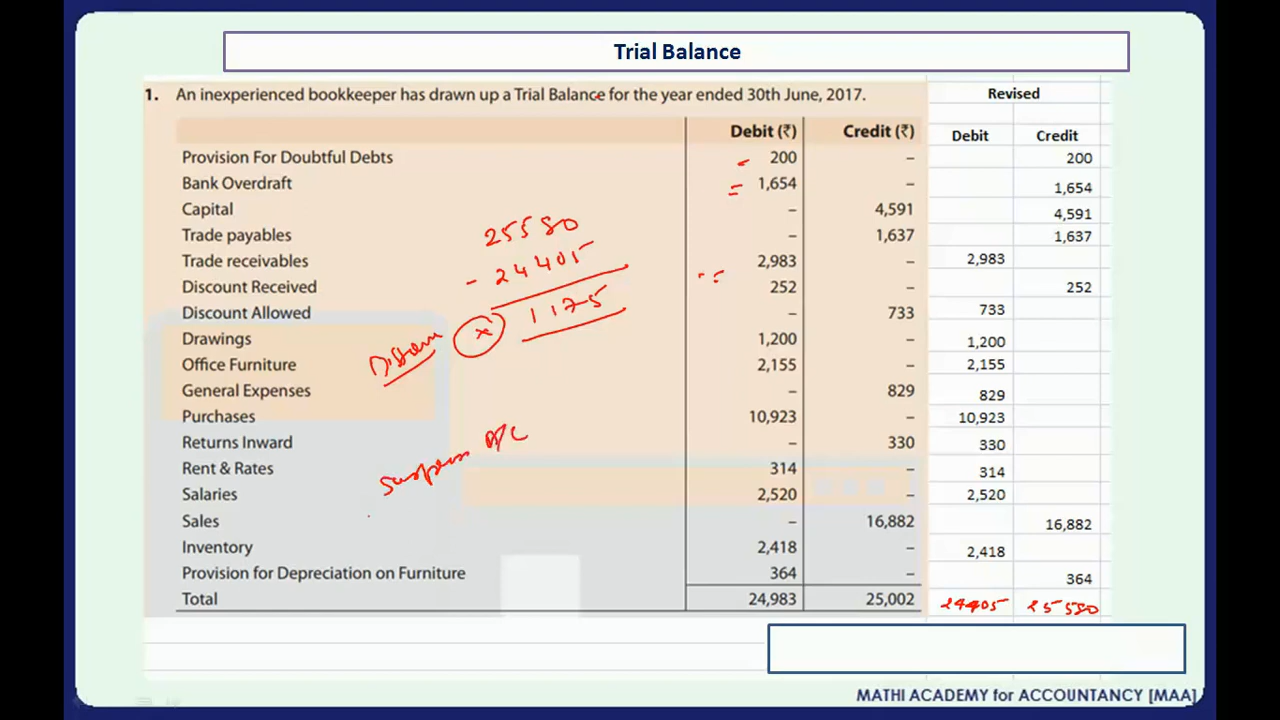 Trial Balance
1. An inexperienced bookkeeper has drawn up a Trial Balance for the year ended 30th June, 2017. Revised
Debit (₹) Credit (₹) Debit Credit
Provision For Doubtful Debts 200 – 200
Bank Overdraft 1,654 – 1,654
Capital – 4,591 4,591
Trade payables – 1,637 1,637
Trade receivables 2,983 – 2,983
Discount Received 252 – 252
Discount Allowed – 733 733
Drawings 1,200 – 1,200
Office Furniture 2,155 – 2,155
General Expenses – 829 829
Purchases 10,923 – 10,923
Returns Inward – 330 330
Rent & Rates 314 – 314
Salaries 2,520 – 2,520
Sales – 16,882 16,882
Inventory 2,418 – 2,418
Provision for Depreciation on Furniture 364 – 364
Total 24,983 25,002 24405 25580
25580
- 24405
x 1175
A/C
MATHI ACADEMY for ACCOUNTANCY [MAA]